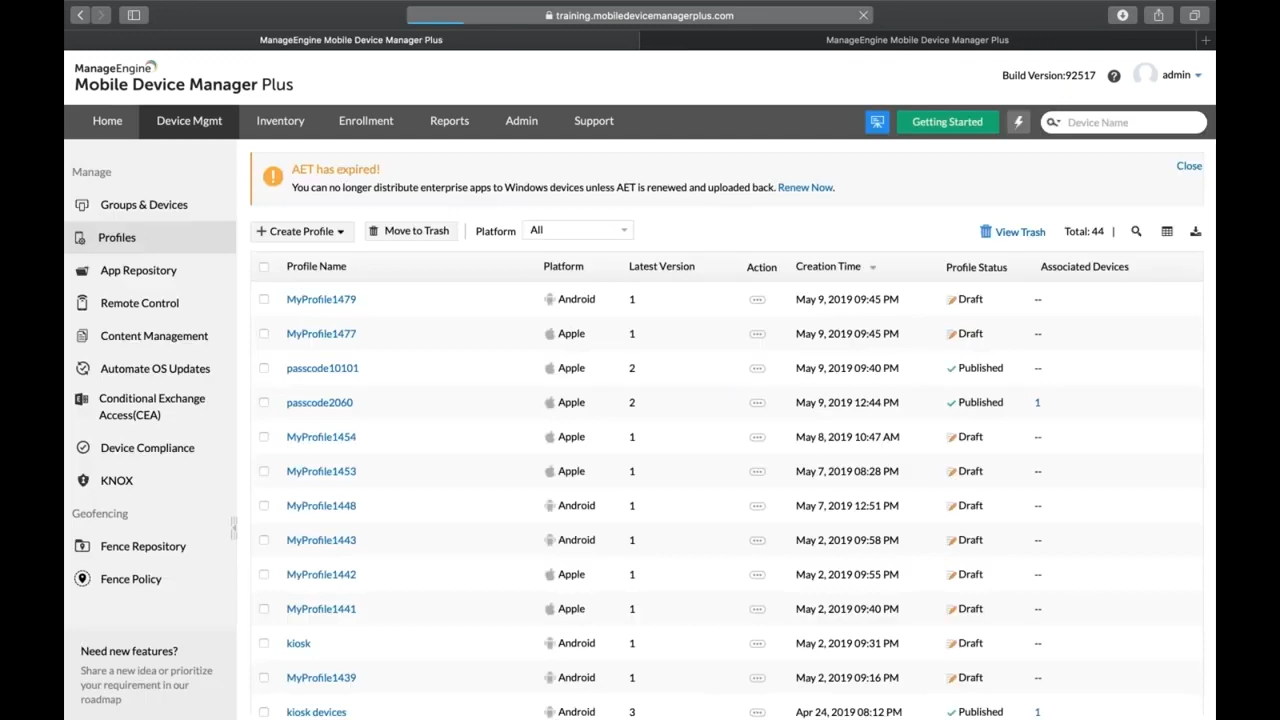 training.mobiledevicemanagerplus.com
ManageEngine Mobile Device Manager Plus
ManageEngine Mobile Device Manager Plus
ManageEngine
Mobile Device Manager Plus
Build Version:92517
admin
Home
Device Mgmt
Inventory
Enrollment
Reports
Admin
Support
Getting Started
Device Name
Manage
Groups & Devices
Profiles
App Repository
Remote Control
Content Management
Automate OS Updates
Conditional Exchange
Access(CEA)
Device Compliance
KNOX
Geofencing
Fence Repository
Fence Policy
Need new features?
Share a new idea or prioritize
your requirement in our
roadmap
AET has expired!
Close
You can no longer distribute enterprise apps to Windows devices unless AET is renewed and uploaded back. Renew Now.
+ Create Profile
Move to Trash
Platform
All
View Trash
Total: 44 |
Profile Name Platform Latest Version Action Creation Time Profile Status Associated Devices
MyProfile1479 Android 1 May 9, 2019 09:45 PM Draft --
MyProfile1477 Apple 1 May 9, 2019 09:45 PM Draft --
passcode10101 Apple 2 May 9, 2019 09:40 PM Published --
passcode2060 Apple 2 May 9, 2019 12:44 PM Published 1
MyProfile1454 Apple 1 May 8, 2019 10:47 AM Draft --
MyProfile1453 Apple 1 May 7, 2019 08:28 PM Draft --
MyProfile1448 Android 1 May 7, 2019 12:51 PM Draft --
MyProfile1443 Android 1 May 2, 2019 09:58 PM Draft --
MyProfile1442 Apple 1 May 2, 2019 09:55 PM Draft --
MyProfile1441 Apple 1 May 2, 2019 09:40 PM Draft --
kiosk Android 1 May 2, 2019 09:31 PM Draft --
MyProfile1439 Android 1 May 2, 2019 09:16 PM Draft --
kiosk devices Android 3 Apr 24, 2019 08:12 PM Published 1